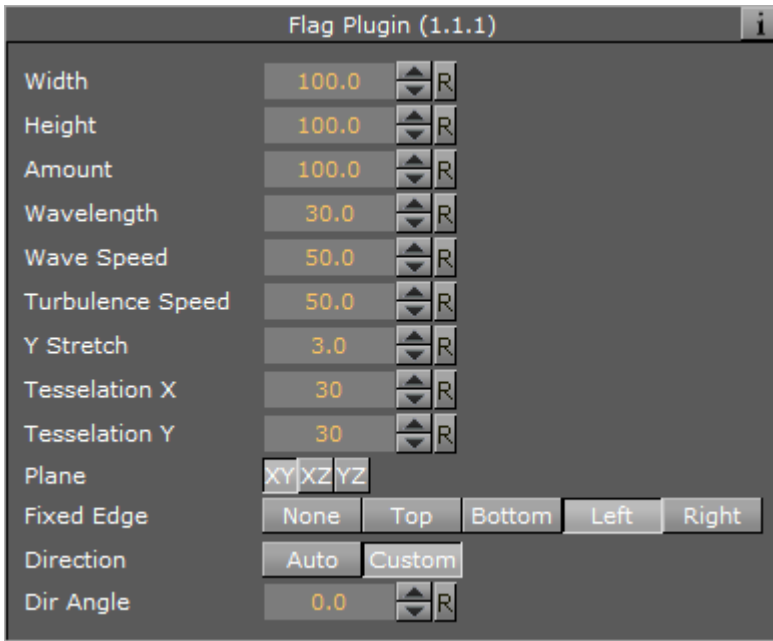 Flag Plugin (1.1.1) i
Width 100.0 R
Height 100.0 R
Amount 100.0 R
Wavelength 30.0 R
Wave Speed 50.0 R
Turbulence Speed 50.0 R
Y Stretch 3.0 R
Tesselation X 30 R
Tesselation Y 30 R
Plane XY XZ YZ
Fixed Edge None Top Bottom Left Right
Direction Auto Custom
Dir Angle 0.0 R